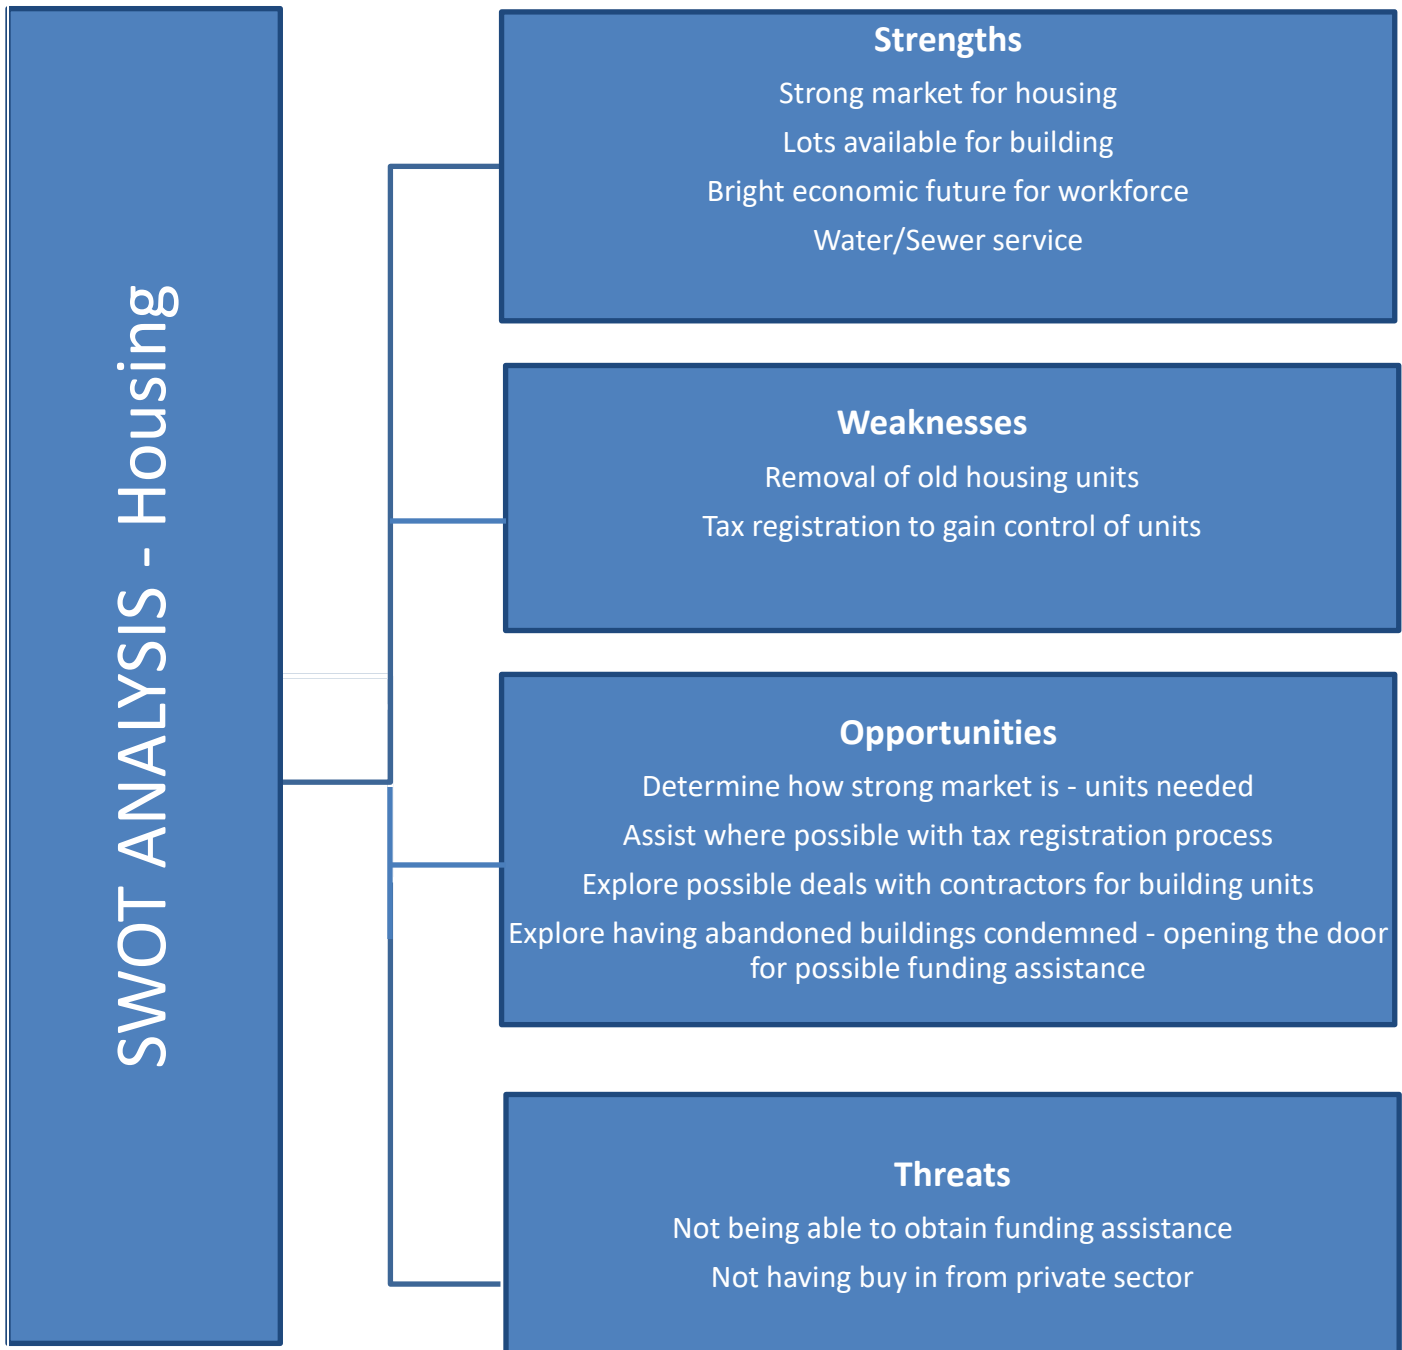 SWOT ANALYSIS - Housing
Strengths
Strong market for housing
Lots available for building
Bright economic future for workforce
Water/Sewer service
Weaknesses
Removal of old housing units
Tax registration to gain control of units
Opportunities
Determine how strong market is - units needed
Assist where possible with tax registration process
Explore possible deals with contractors for building units
Explore having abandoned buildings condemned - opening the door
for possible funding assistance
Threats
Not being able to obtain funding assistance
Not having buy in from private sector